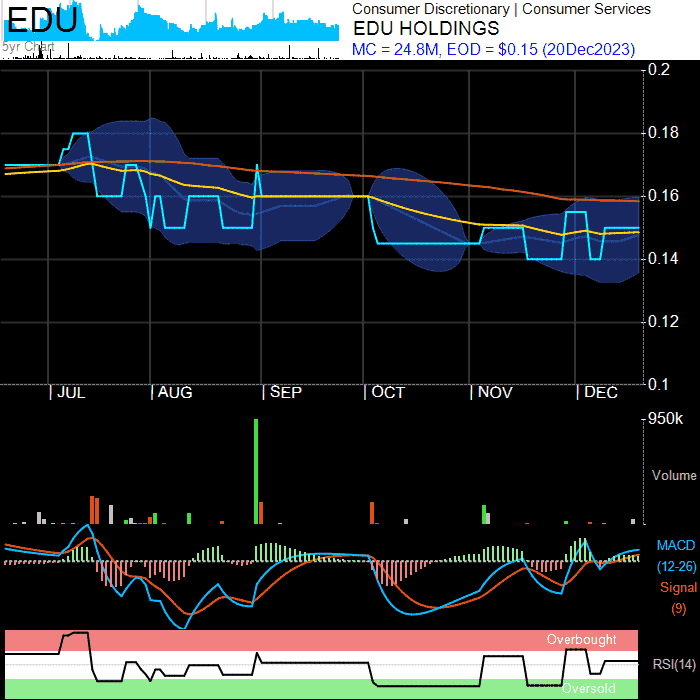 EDU
5yr Chart
Consumer Discretionary | Consumer Services
EDU HOLDINGS
MC = 24.8M, EOD = $0.15 (20Dec2023)
0.2
0.18
0.16
0.14
0.12
0.1
| JUL | AUG | SEP | OCT | NOV | DEC
950k
Volume
MACD
(12-26)
Signal
(9)
Overbought
RSI(14)
Oversold